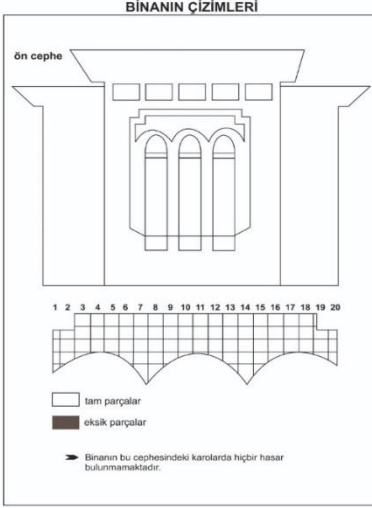 BİNANIN ÇİZİMLERİ
ön cephe
1 2 3 4 5 6 7 8 9 10 11 12 13 14 15 16 17 18 19 20
tam parçalar
eksik parçalar
Binanın bu cephesindeki karolarda hiçbir hasar
bulunmamaktadır.